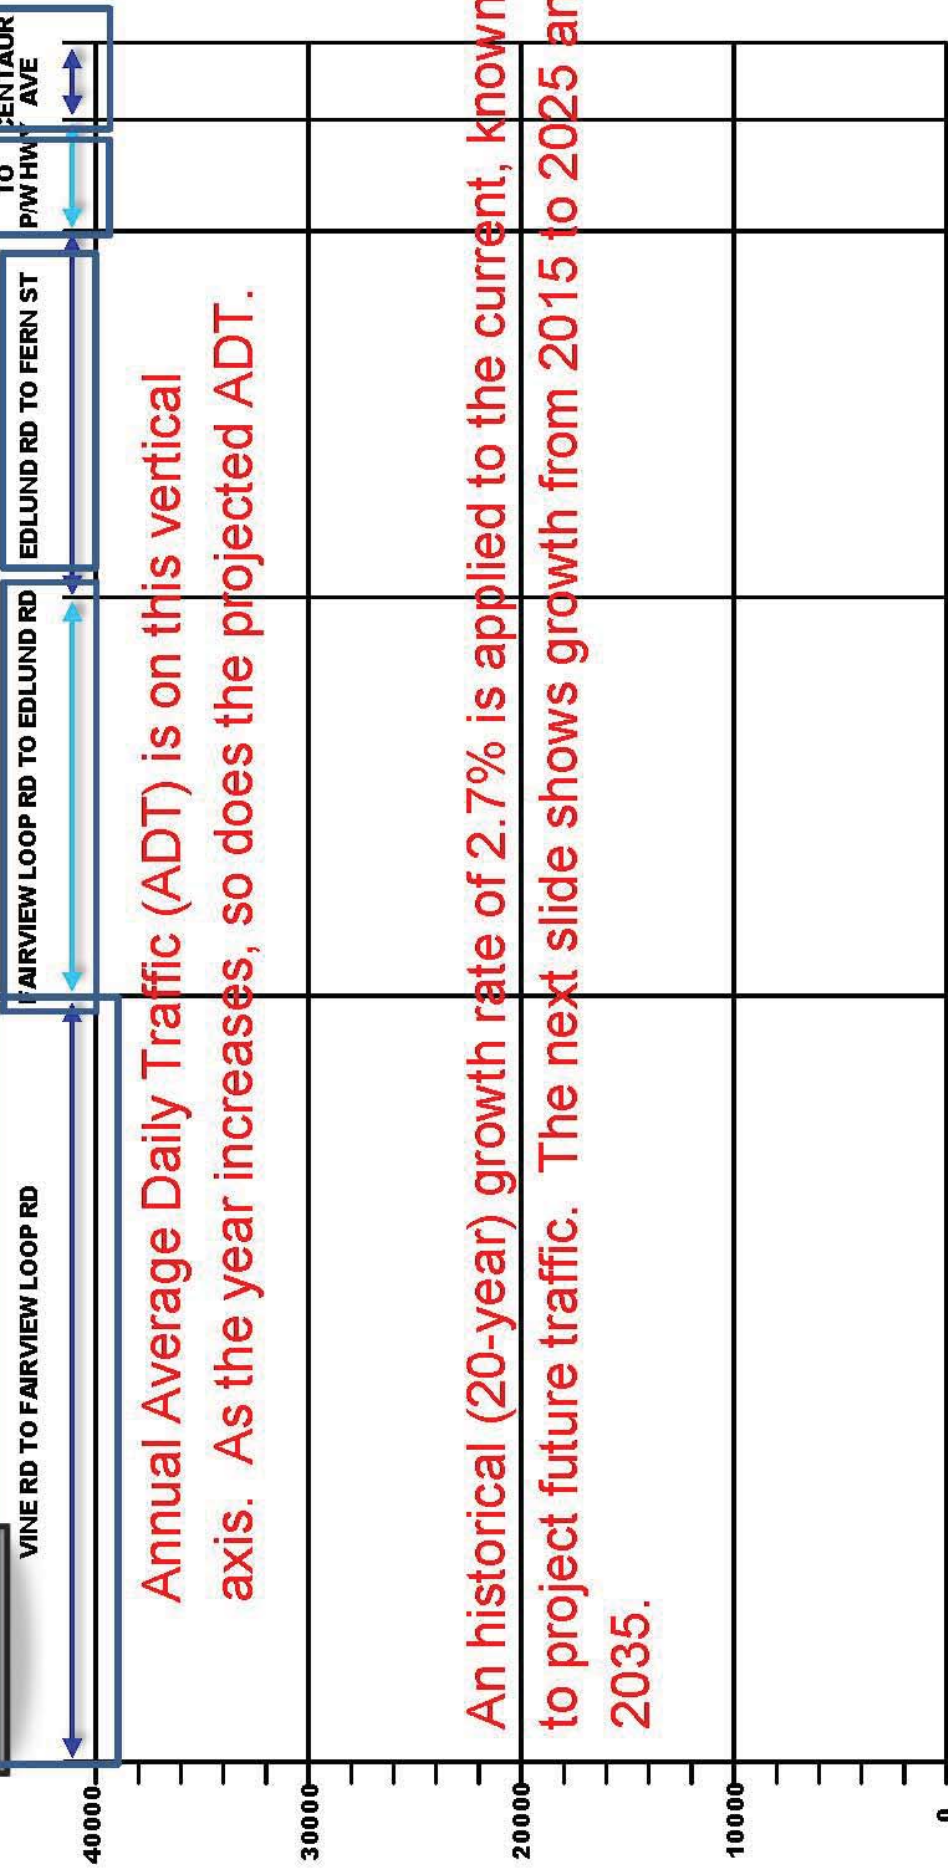 TO
CENTAUR
P/W HWY
AVE
VINE RD TO FAIRVIEW LOOP RD
FAIRVIEW LOOP RD TO EDLUND RD
EDLUND RD TO FERN ST
40000
Annual Average Daily Traffic (ADT) is on this vertical
axis. As the year increases, so does the projected ADT.
30000
An historical (20-year) growth rate of 2.7% is applied to the current, known
20000
to project future traffic. The next slide shows growth from 2015 to 2025 an
2035.
10000
0